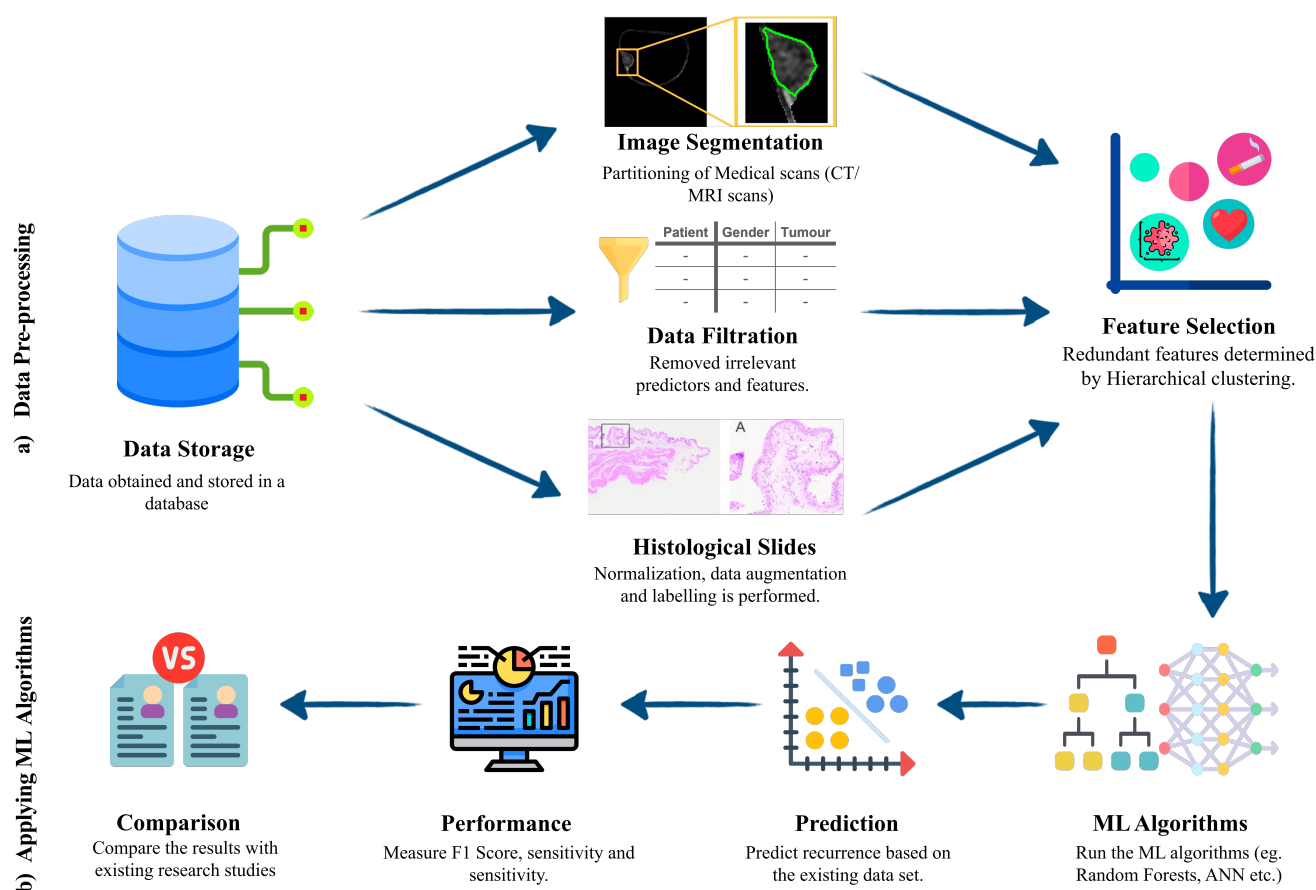 a) Data Pre-processing
Data Storage
Data obtained and stored in a
database
Image Segmentation
Partitioning of Medical scans (CT/
MRI scans)
Patient Gender Tumour
- - -
- - -
- - -
Data Filtration
Removed irrelevant
predictors and features.
A
Histological Slides
Normalization, data augmentation
and labelling is performed.
Feature Selection
Redundant features determined
by Hierarchical clustering.
b) Applying ML Algorithms
VS
Comparison
Compare the results with
existing research studies
Performance
Measure F1 Score, sensitivity and
sensitivity.
Prediction
Predict recurrence based on
the existing data set.
ML Algorithms
Run the ML algorithms (eg.
Random Forests, ANN etc.)